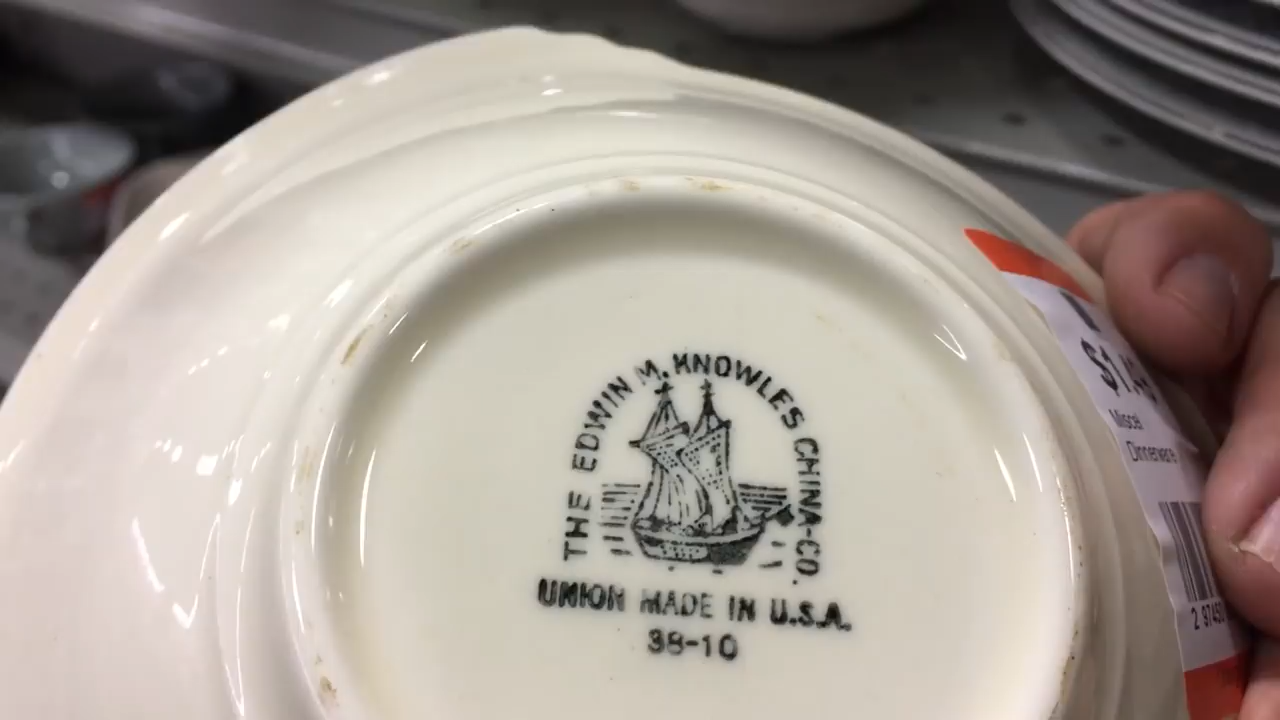 THE EDWIN M. KNOWLES CHINA-CO.
UNION MADE IN U.S.A.
38-10
Miscel
Dinnerware